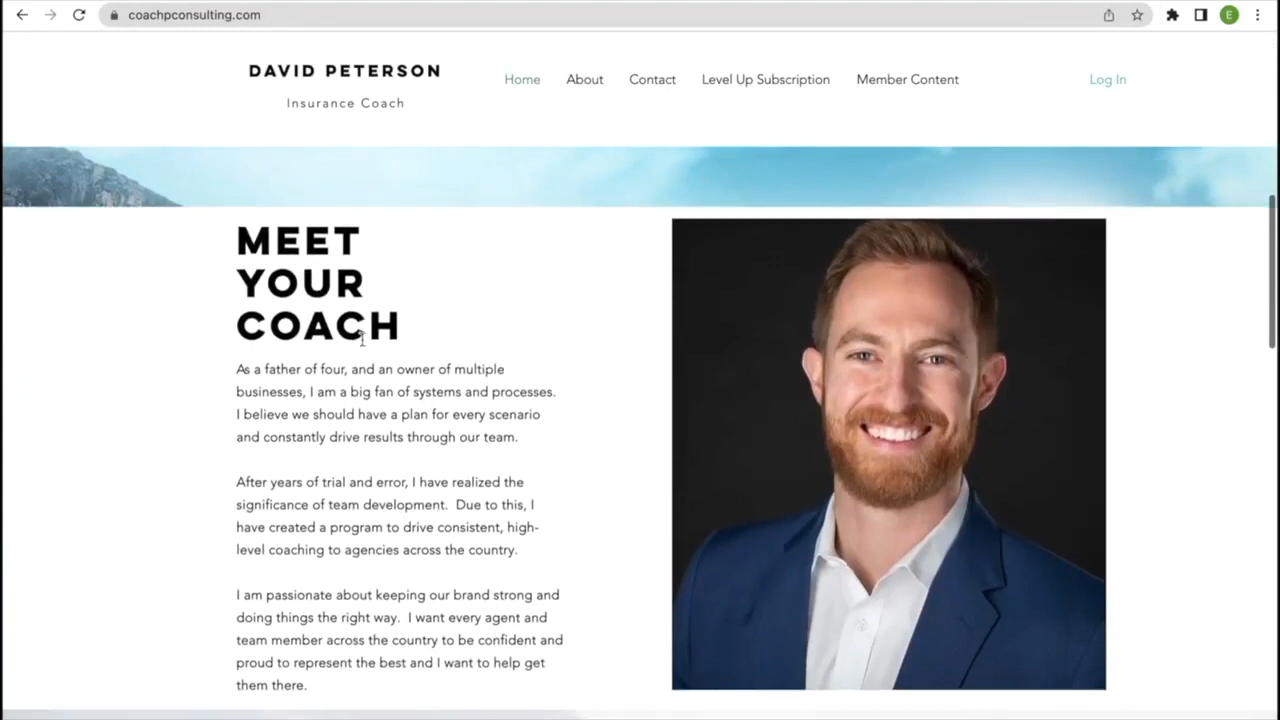 coachpconsulting.com
E
DAVID PETERSON
Insurance Coach
Home About Contact Level Up Subscription Member Content Log In
MEET
YOUR
COACH
As a father of four, and an owner of multiple
businesses, I am a big fan of systems and processes.
I believe we should have a plan for every scenario
and constantly drive results through our team.
After years of trial and error, I have realized the
significance of team development.  Due to this, I
have created a program to drive consistent, high-
level coaching to agencies across the country.
I am passionate about keeping our brand strong and
doing things the right way.  I want every agent and
team member across the country to be confident and
proud to represent the best and I want to help get
them there.